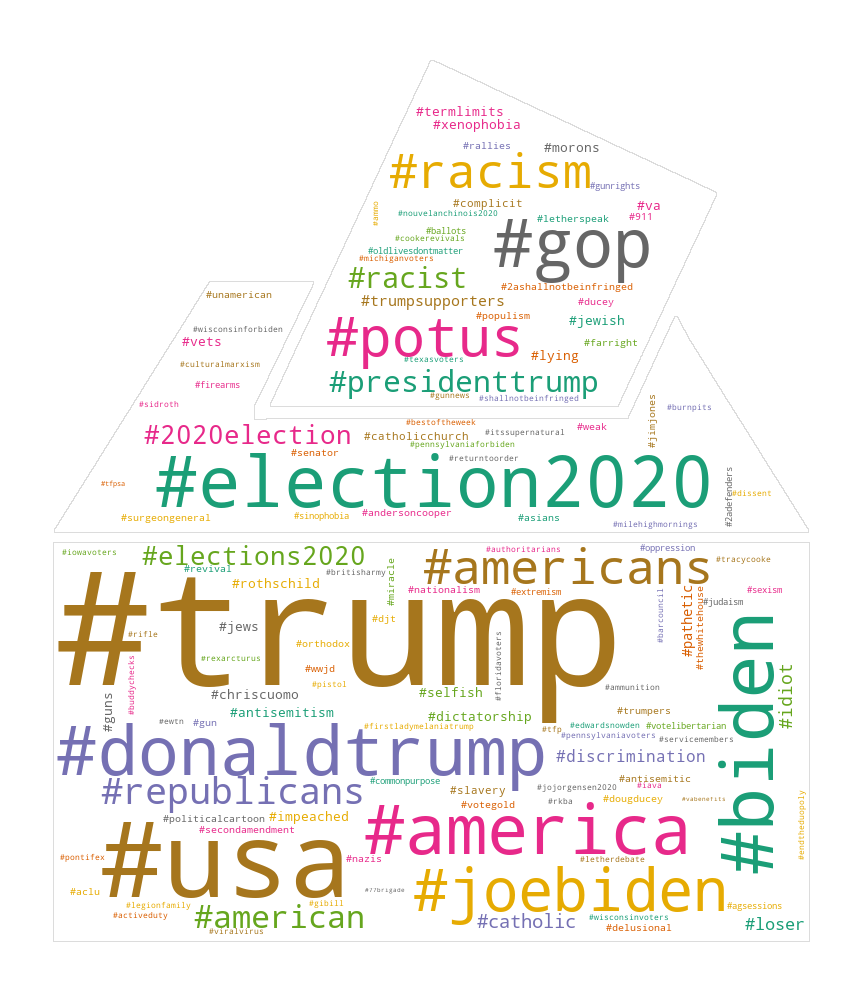 #termlimits
#xenophobia
#rallies
#morons
#racism
#gunrights
#complicit
#va
#amno
#nouvelanchinois2020
#letherspeak
#911
#ballots
#gop
#cookerevivals
#oldlivesdontmatter
#michiganvoters
#racist
#2ashallnotbeinfringed
#unamerican
#trumpsupporters
#ducey
#populism
#jewish
#wisconsinforbiden
#potus
#vets
#farright
#lying
#texasvoters
#culturalmarxism
#presidenttrump
#firearms
#gunnews
#shallnotbeinfringed
#sidroth
#burnpits
#jimjones
#bestoftheweek
#weak
#itssupernatural
#2020election
#catholicchurch
#pennsylvaniaforbiden
#senator
#returntoorder
#election2020
#tfpsa
#2adefenders
#dissent
#surgeongeneral
#sinophobia
#andersoncooper
#asians
#milehighmornings
#iowavoters
#elections2020
#authoritarians
#oppression
#americans
#tracycooke
#revival
#britisharmy
#rothschild
#miracle
#nationalism
#extremism
#sexism
#trump
#barcouncil
#pathetic
#thewhitehouse
#judaism
#djt
#jews
#rifle
#orthodox
#biden
#rexarcturus
#wwjd
#floridavoters
#buddychecks
#pistol
#chriscuomo
#selfish
#ammunition
#idiot
#guns
#antisemitism
#dictatorship
#trumpers
#ewtn
#gun
#firstladymelaniatrump
#tfp
#edwardsnowden
#votelibertarian
#pennsylvaniavoters
#servicemembers
#donaldtrump
#discrimination
#commonpurpose
#antisemitic
#republicans
#slavery
#jojorgensen2020
#iava
#votegold
#rkba
#dougducey
#vabenefits
#politicalcartoon
#impeached
#endtheduopoly
#secondamendment
#america
#usa
#pontifex
#nazis
#letherdebate
#aclu
#77brigade
#joebiden
#legionfamily
#gibill
#agsessions
#activeduty
#american
#catholic
#wisconsinvoters
#loser
#viralvirus
#delusional